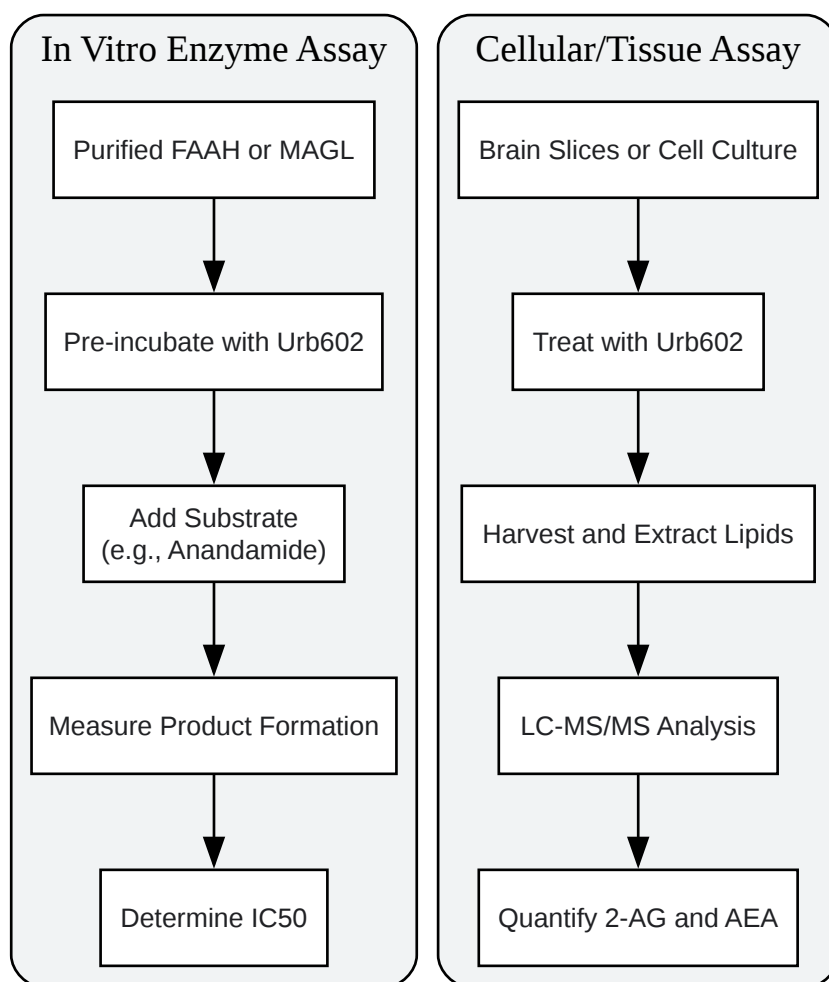 In Vitro Enzyme Assay
Purified FAAH or MAGL
Pre-incubate with Urb602
Add Substrate
(e.g., Anandamide)
Measure Product Formation
Determine IC50
Cellular/Tissue Assay
Brain Slices or Cell Culture
Treat with Urb602
Harvest and Extract Lipids
LC-MS/MS Analysis
Quantify 2-AG and AEA